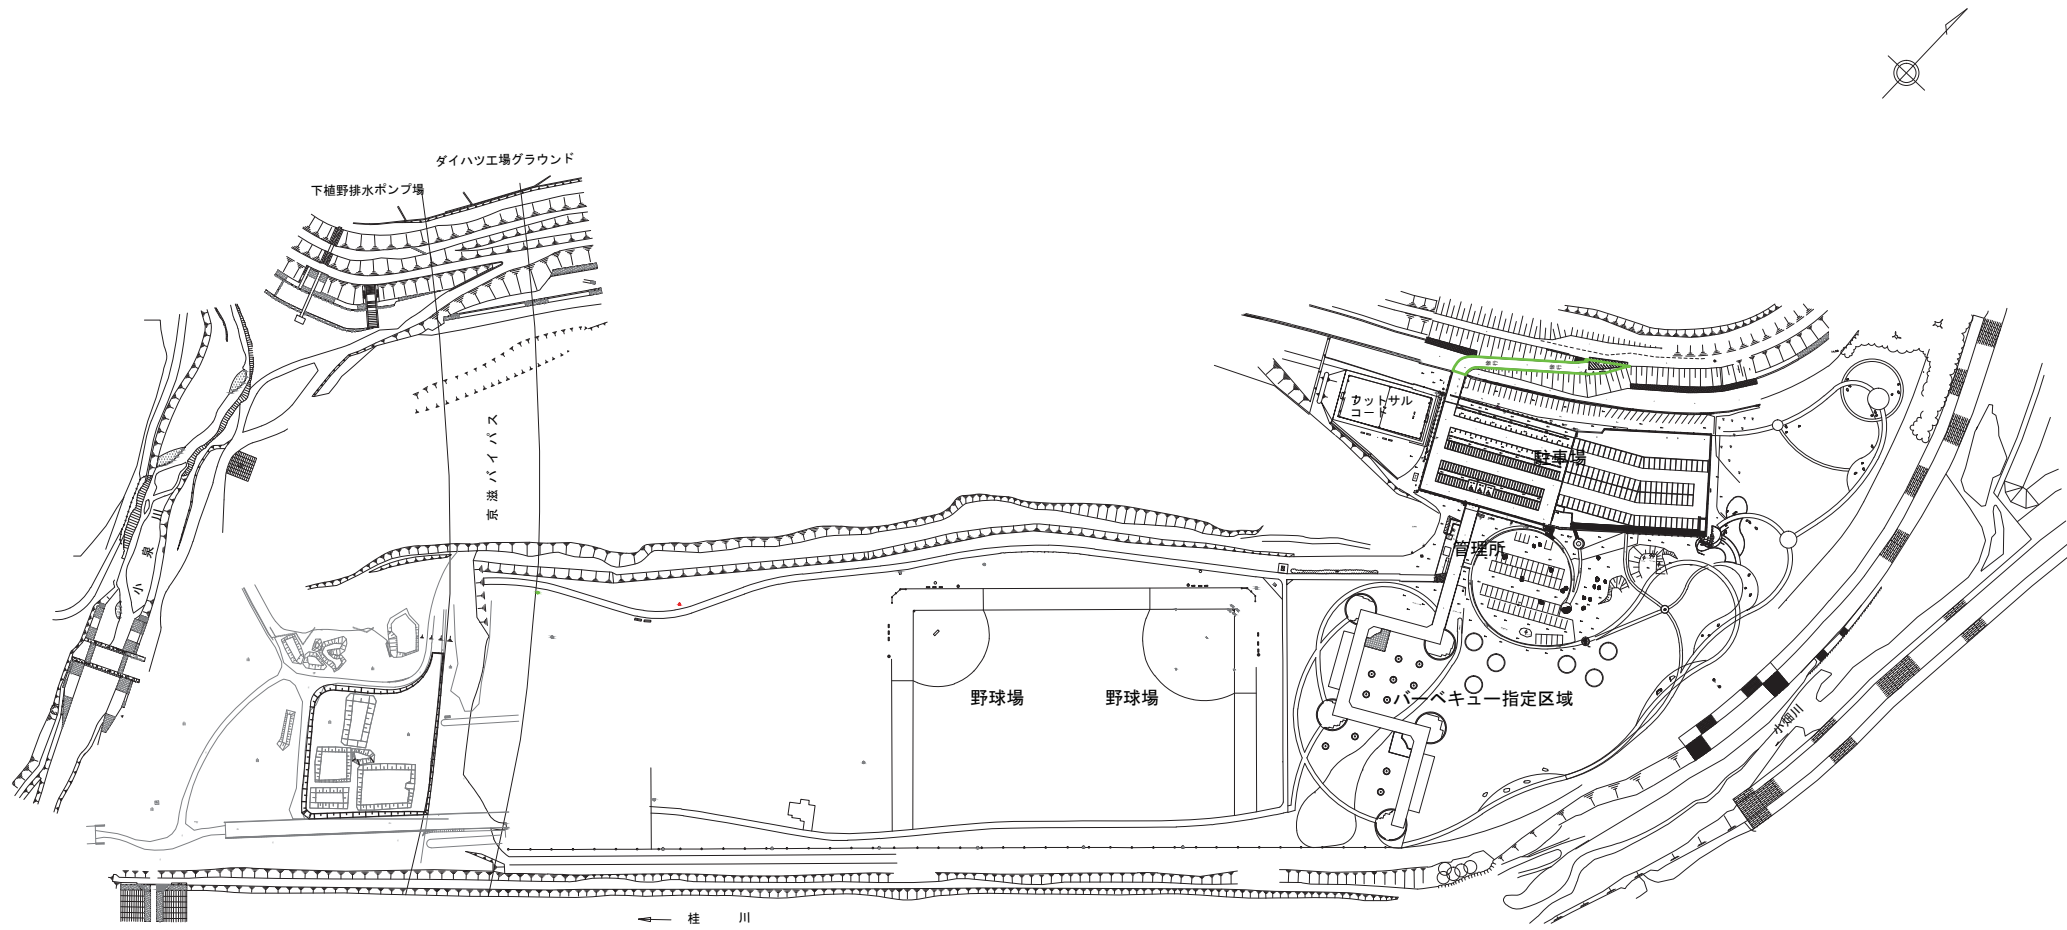 ダイハツ工場グラウンド
下植野排水ポンプ場
京滋バイパス
小泉
フットサル
コート
駐車場
管理所
野球場
野球場
バーベキュー指定区域
小畑川
桂川